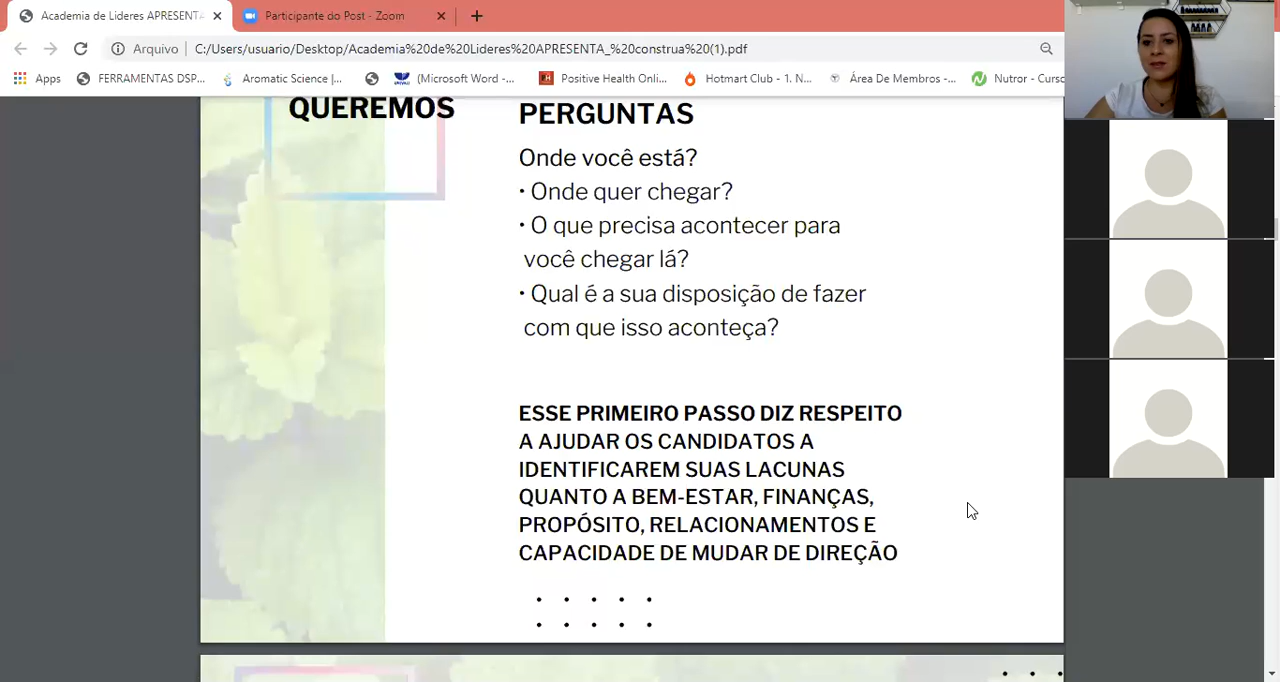 Academia de Lideres APRESENTA
Participante do Post - Zoom
Arquivo
C:/Users/usuario/Desktop/Academia%20de%20Lideres%20APRESENTA_%20construa%20(1).pdf
Apps
FERRAMENTAS DSP...
Aromatic Science |...
(Microsoft Word -...
Positive Health Onli...
Hotmart Club - 1. N...
Área De Membros -...
Nutror - Curso
QUEREMOS
PERGUNTAS
Onde você está?
• Onde quer chegar?
• O que precisa acontecer para
você chegar lá?
• Qual é a sua disposição de fazer
com que isso aconteça?
ESSE PRIMEIRO PASSO DIZ RESPEITO
A AJUDAR OS CANDIDATOS A
IDENTIFICAREM SUAS LACUNAS
QUANTO A BEM-ESTAR, FINANÇAS,
PROPÓSITO, RELACIONAMENTOS E
CAPACIDADE DE MUDAR DE DIREÇÃO